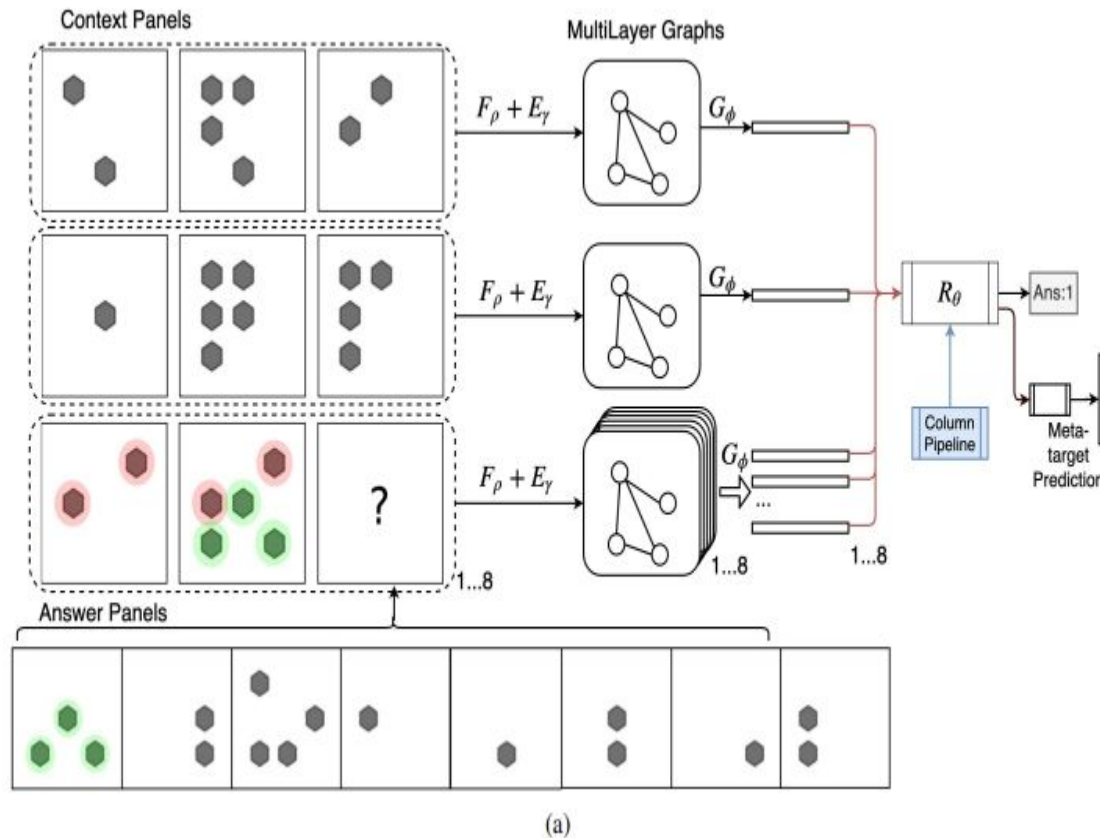 Context Panels
MultiLayer Graphs
F_ρ + E_γ
G_ϕ
F_ρ + E_γ
G_ϕ
R_θ
Ans:1
Column
Pipeline
Meta-
target
Prediction
?
F_ρ + E_γ
G_ϕ
...
1...8
1...8
1...8
Answer Panels
(a)